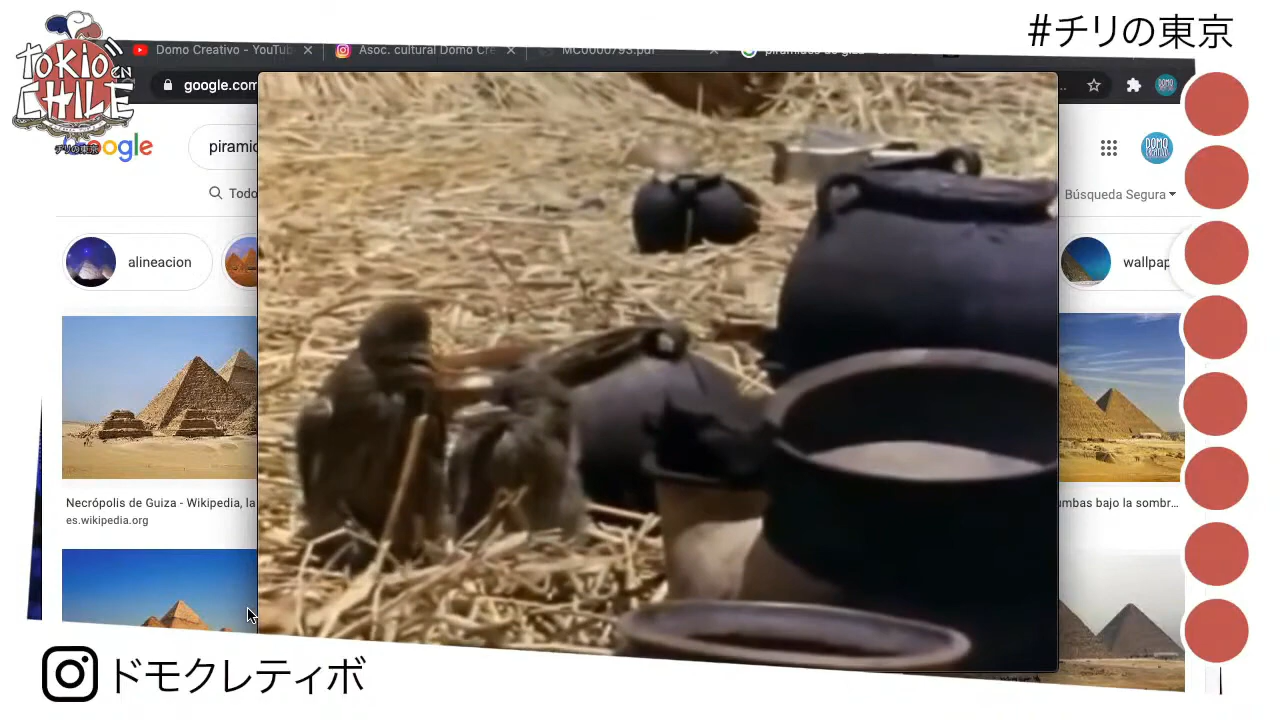 #チリの東京
TOKIO
EN
CHILE
チリの東京
Domo Creativo - YouTub
Asoc. cultural Domo Cre
MC0000793.pdf
google.com
Google
piramid
Todo
Búsqueda Segura
DOMO
CREATIVO
alineacion
wallpap
Necrópolis de Guiza - Wikipedia, la
es.wikipedia.org
umbas bajo la sombr...
ドモクレティボ